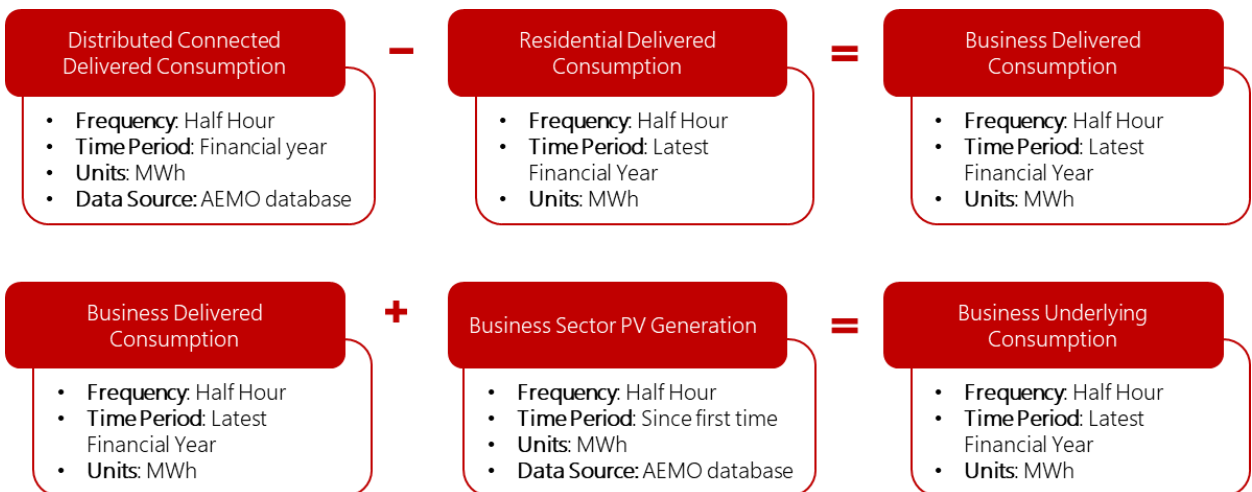 Distributed Connected
Delivered Consumption
• Frequency: Half Hour
• Time Period: Financial year
• Units: MWh
• Data Source: AEMO database
−
Residential Delivered
Consumption
• Frequency: Half Hour
• Time Period: Latest
Financial Year
• Units: MWh
=
Business Delivered
Consumption
• Frequency: Half Hour
• Time Period: Latest
Financial Year
• Units: MWh
Business Delivered
Consumption
• Frequency: Half Hour
• Time Period: Latest
Financial Year
• Units: MWh
+
Business Sector PV Generation
• Frequency: Half Hour
• Time Period: Since first time
• Units: MWh
• Data Source: AEMO database
=
Business Underlying
Consumption
• Frequency: Half Hour
• Time Period: Latest
Financial Year
• Units: MWh